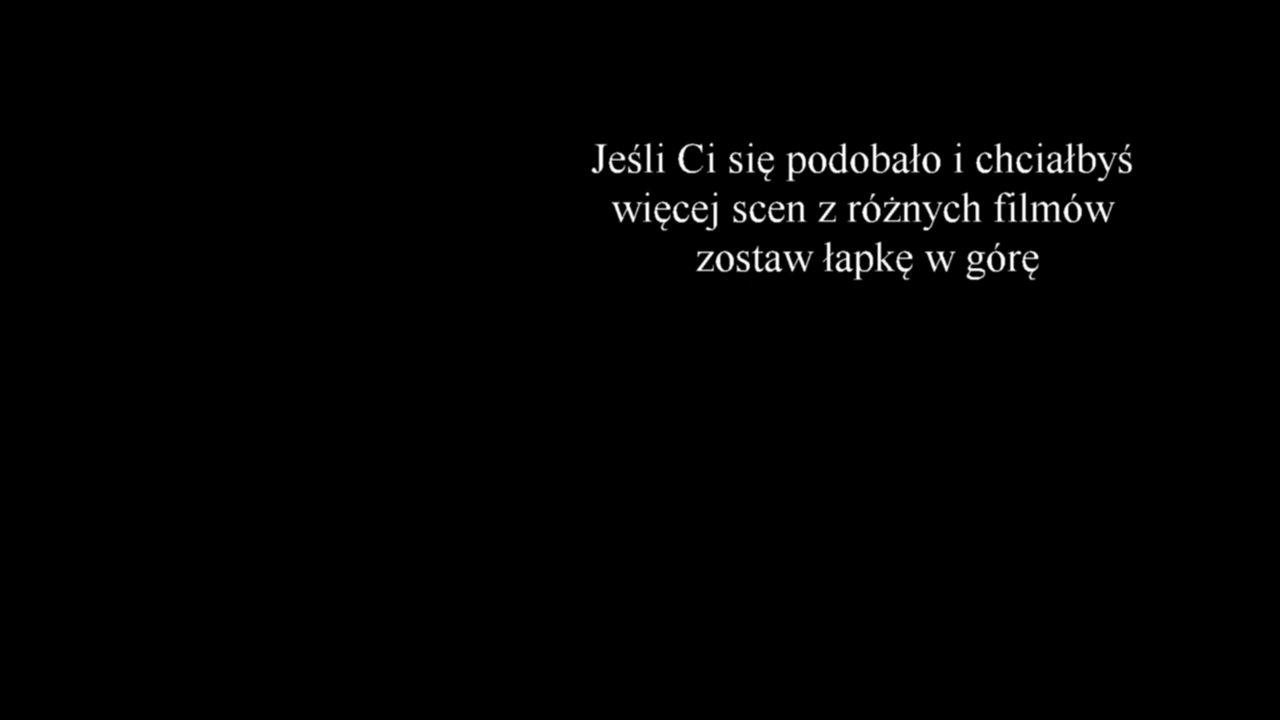 Jeśli Ci się podobało i chciałbyś
więcej scen z różnych filmów
zostaw łapkę w górę